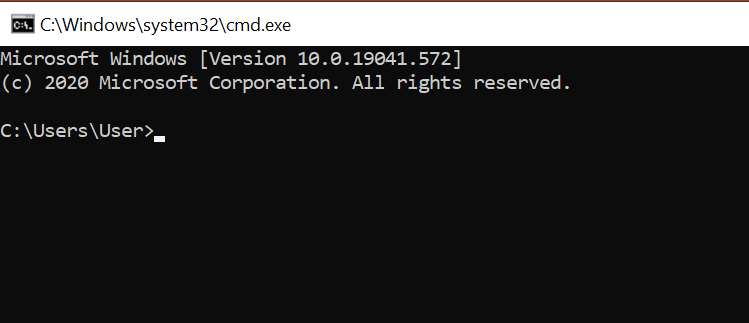 C:\Windows\system32\cmd.exe
Microsoft Windows [Version 10.0.19041.572]
(c) 2020 Microsoft Corporation. All rights reserved.
C:\Users\User>